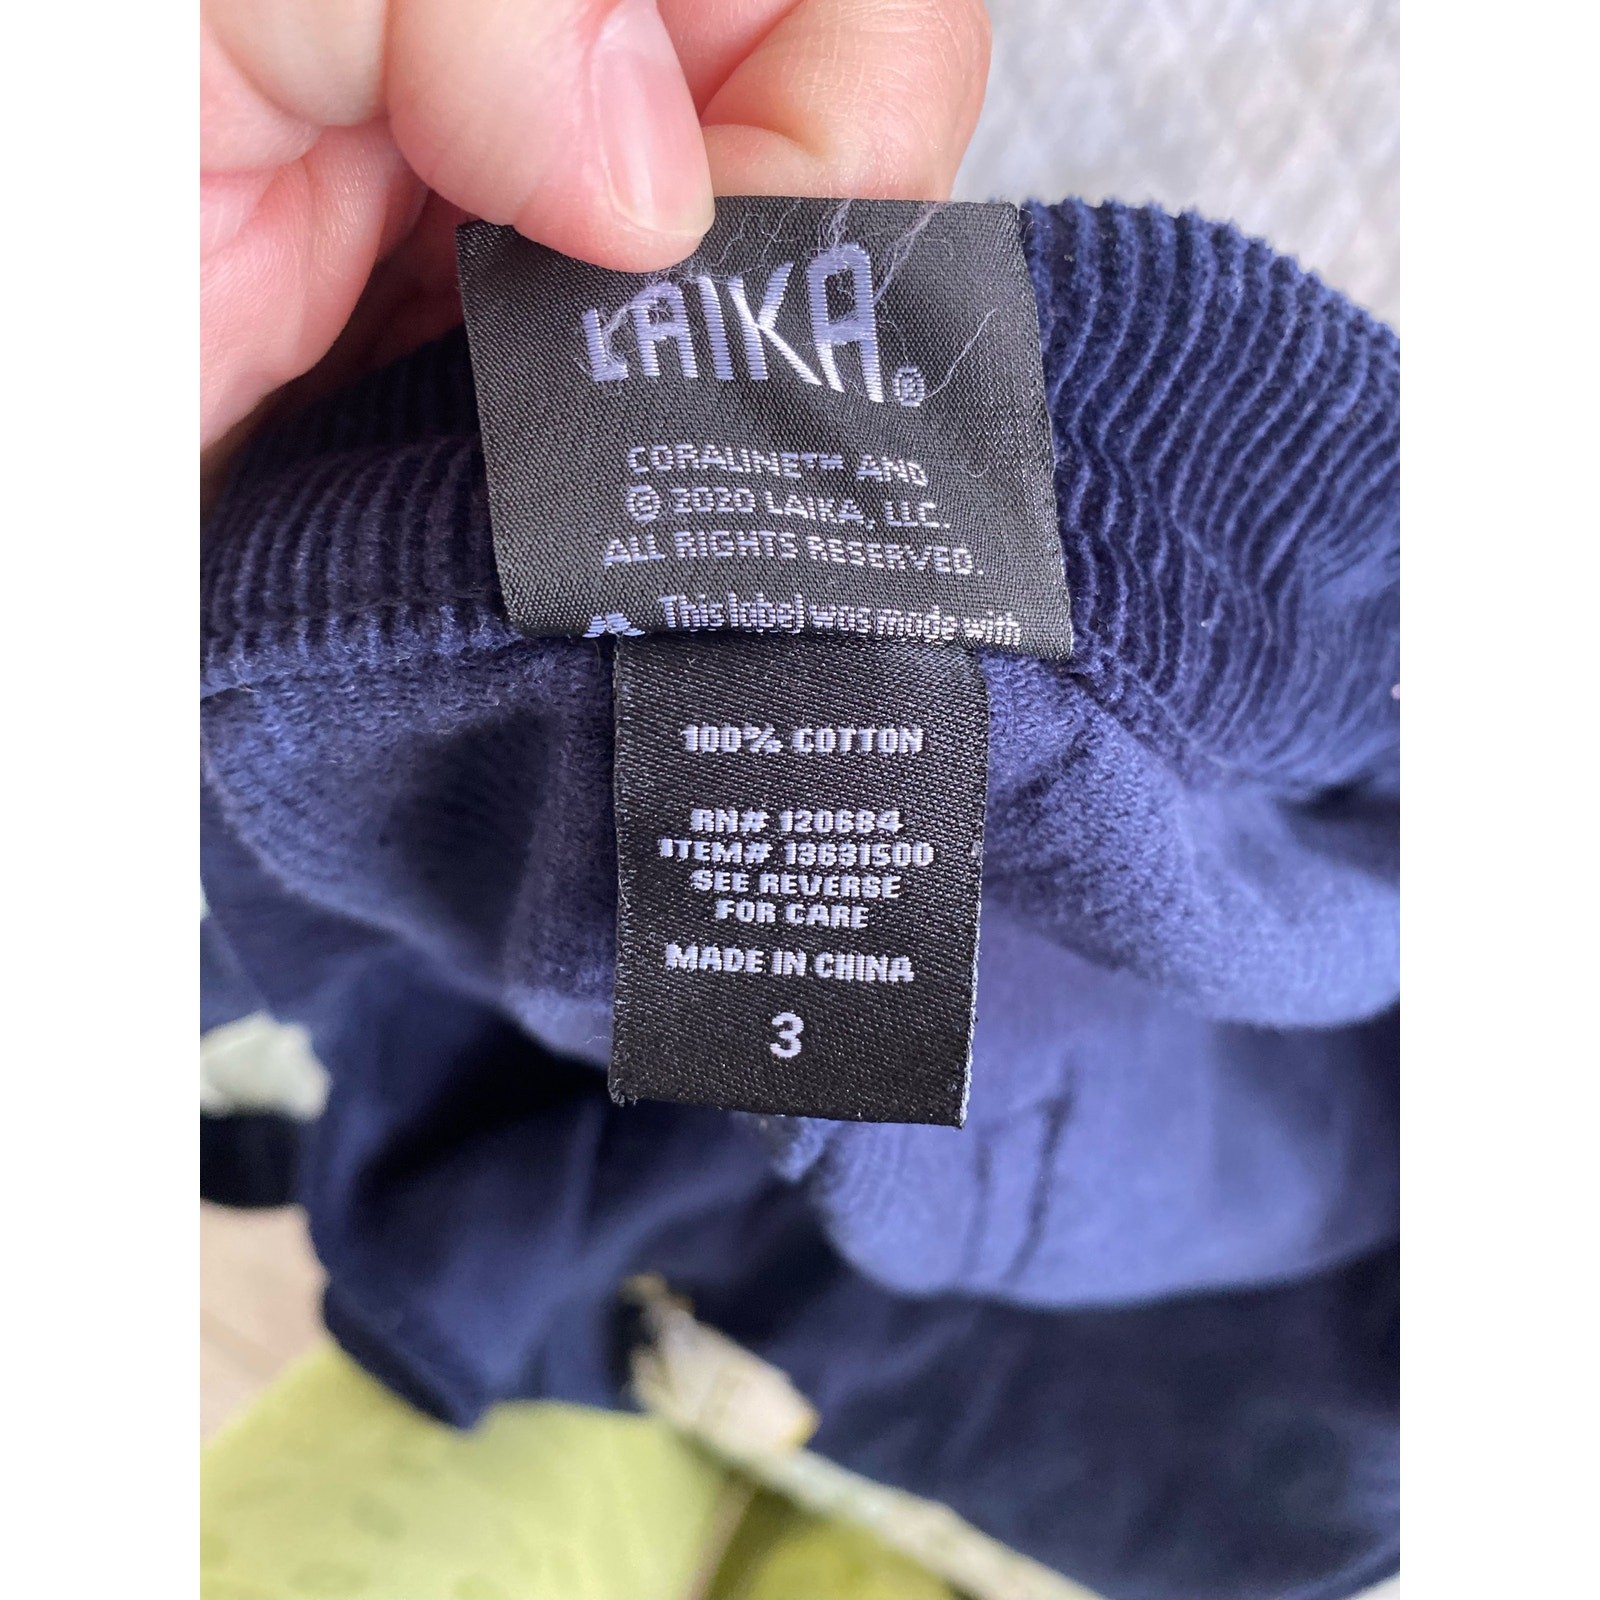 LAIKA®
CORALINE™ AND
© 2020 LAIKA, LLC.
ALL RIGHTS RESERVED.
This label was made with
100% COTTON
RN# 120684
ITEM# 13631500
SEE REVERSE
FOR CARE
MADE IN CHINA
3